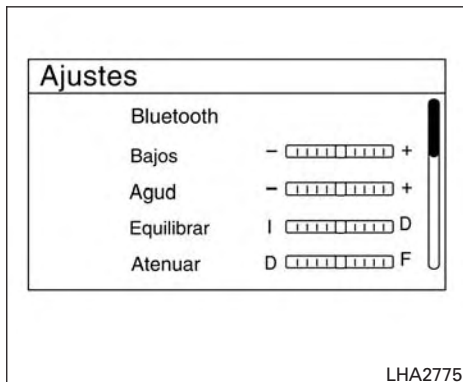 Ajustes
Bluetooth
Bajos - +
Agud - +
Equilibrar I D
Atenuar D F
LHA2775